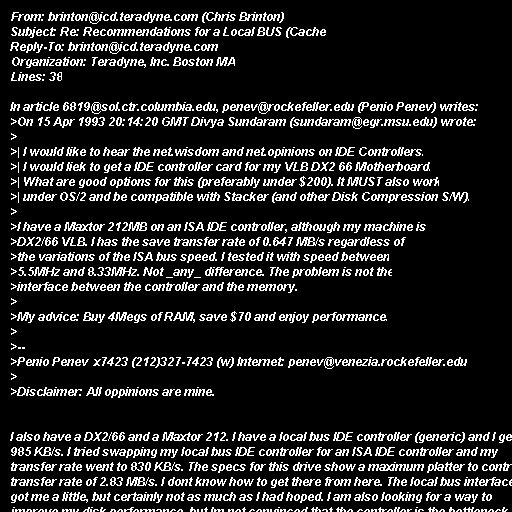 From: brinton@icd.teradyne.com (Chris Brinton)
Subject: Re: Recommendations for a Local BUS (Cache
Reply-To: brinton@icd.teradyne.com
Organization: Teradyne, Inc. Boston MA
Lines: 38
In article 6819@sol.ctr.columbia.edu, penev@rockefeller.edu (Penio Penev) writes:
>On 15 Apr 1993 20:14:20 GMT Divya Sundaram (sundaram@egr.msu.edu) wrote:
>
>| I would like to hear the net.wisdom and net.opinions on IDE Controllers.
>| I would liek to get a IDE controller card for my VLB DX2 66 Motherboard.
>| What are good options for this (preferably under $200). It MUST also work
>| under OS/2 and be compatible with Stacker (and other Disk Compression S/W).
>
>I have a Maxtor 212MB on an ISA IDE controller, although my machine is
>DX2/66 VLB. I has the save transfer rate of 0.647 MB/s regardless of
>the variations of the ISA bus speed. I tested it with speed between
>5.5MHz and 8.33MHz. Not _any_ difference. The problem is not the
>interface between the controller and the memory.
>
>My advice: Buy 4Megs of RAM, save $70 and enjoy performance.
>
>--
>Penio Penev x7423 (212)327-7423 (w) Internet: penev@venezia.rockefeller.edu
>
>Disclaimer: All oppinions are mine.
I also have a DX2/66 and a Maxtor 212. I have a local bus IDE controller (generic) and I ge
985 KB/s. I tried swapping my local bus IDE controller for an ISA IDE controller and my
transfer rate went to 830 KB/s. The specs for this drive show a maximum platter to contr
transfer rate of 2.83 MB/s. I dont know how to get there from here. The local bus interface
got me a little, but certainly not as much as I had hoped. I am also looking for a way to
improve my disk performance, but Im not convinced that the controller is the bottleneck